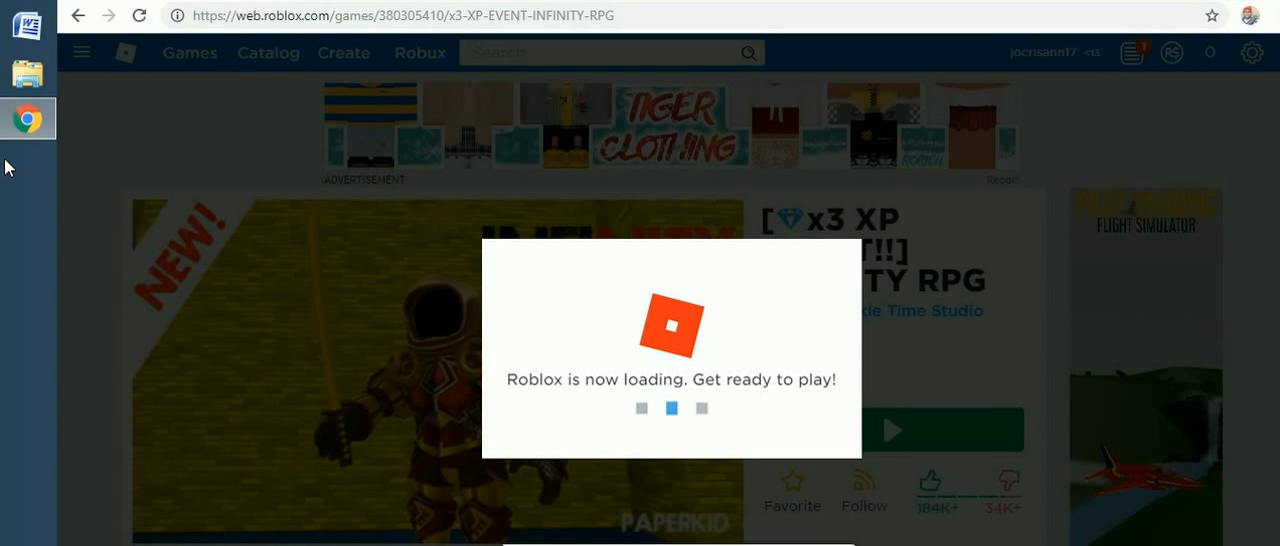 https://web.roblox.com/games/380305410/x3-XP-EVENT-INFINITY-RPG
Games Catalog Create Robux Search jocrisann17: <13 1 0
TIGER
CLOTHING
ADVERTISEMENT Report
NEW!
[💎x3 XP
T!!]
TY RPG
kle Time Studio
FLIGHT SIMULATOR
Roblox is now loading. Get ready to play!
Favorite Follow 184K+ 34K+
PAPERKID